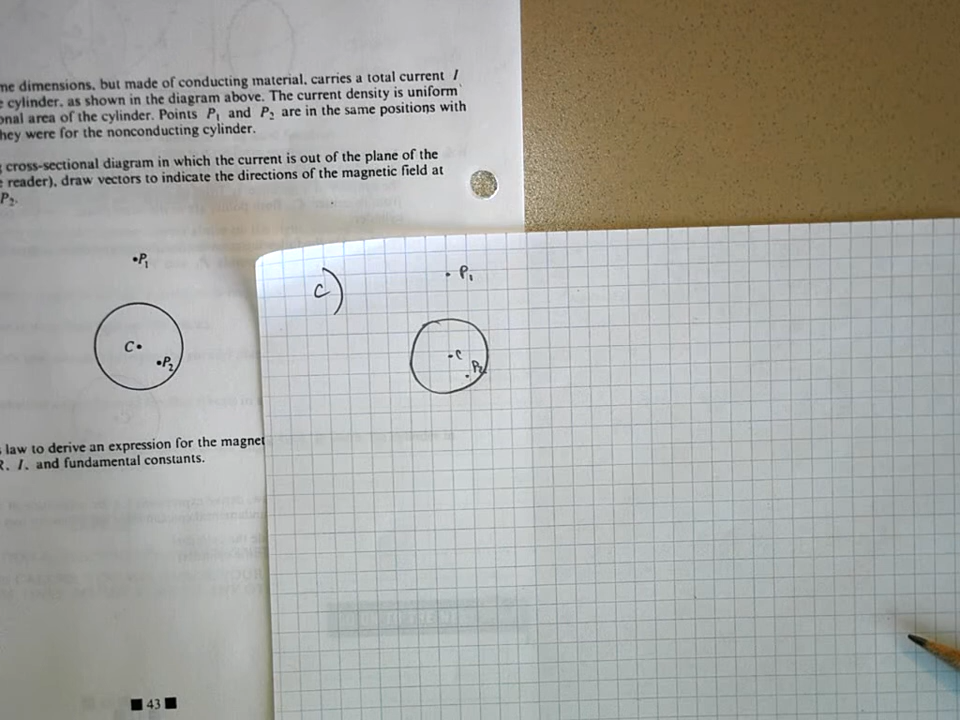 me dimensions, but made of conducting material, carries a total current I
e cylinder, as shown in the diagram above. The current density is uniform
onal area of the cylinder. Points P₁ and P₂ are in the same positions with
hey were for the nonconducting cylinder.
g cross-sectional diagram in which the current is out of the plane of the
e reader), draw vectors to indicate the directions of the magnetic field at
P₂.
•P₁
C•
•P₂
s law to derive an expression for the magnet
R, I, and fundamental constants.
■ 43 ■
c)
• P₁
•C
P₂